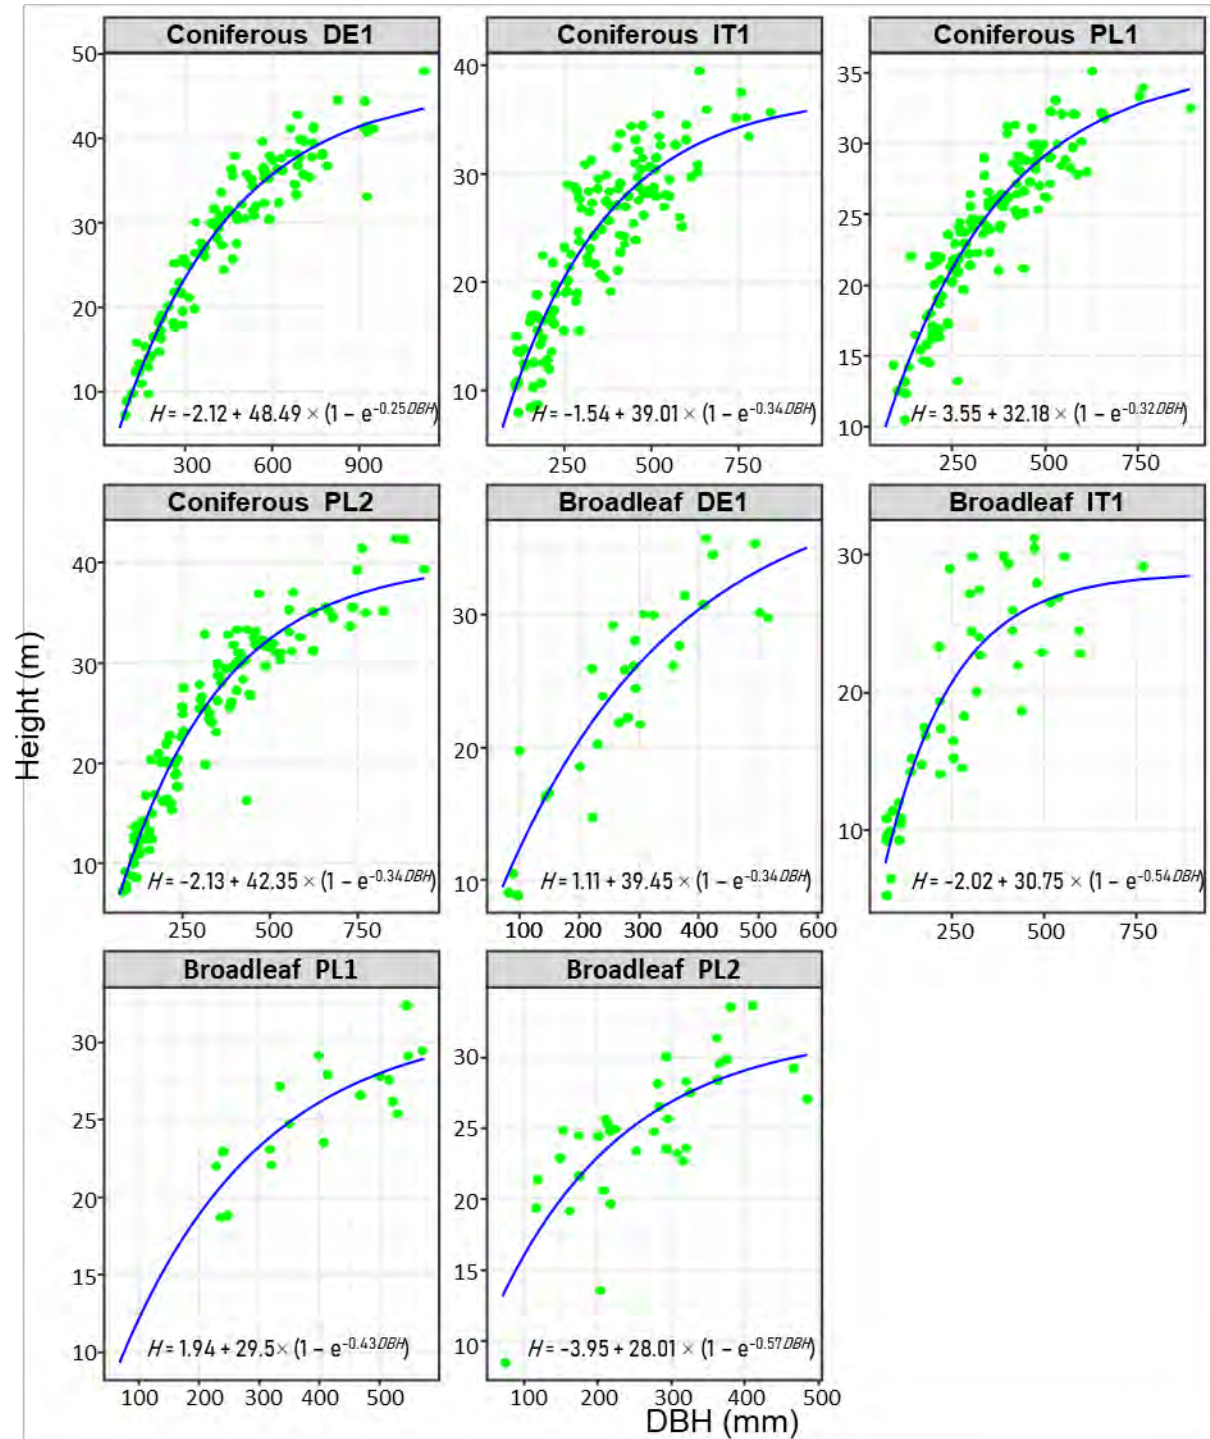 Coniferous DE1
Coniferous IT1
Coniferous PL1
50
40
30
20
10
H = −2.12 + 48.49 × (1 − e^−0.25DBH)
300 600 900
40
30
20
10
H = −1.54 + 39.01 × (1 − e^−0.34DBH)
250 500 750
35
30
25
20
15
10
H = 3.55 + 32.18 × (1 − e^−0.32DBH)
250 500 750
Coniferous PL2
Broadleaf DE1
Broadleaf IT1
Height (m)
40
30
20
10
H = −2.13 + 42.35 × (1 − e^−0.34DBH)
250 500 750
30
20
10
H = 1.11 + 39.45 × (1 − e^−0.34DBH)
100 200 300 400 500 600
30
20
10
H = −2.02 + 30.75 × (1 − e^−0.54DBH)
250 500 750
Broadleaf PL1
Broadleaf PL2
30
25
20
15
10
H = 1.94 + 29.5 × (1 − e^−0.43DBH)
100 200 300 400 500
30
25
20
15
10
H = −3.95 + 28.01 × (1 − e^−0.57DBH)
100 200 300 400 500
DBH (mm)